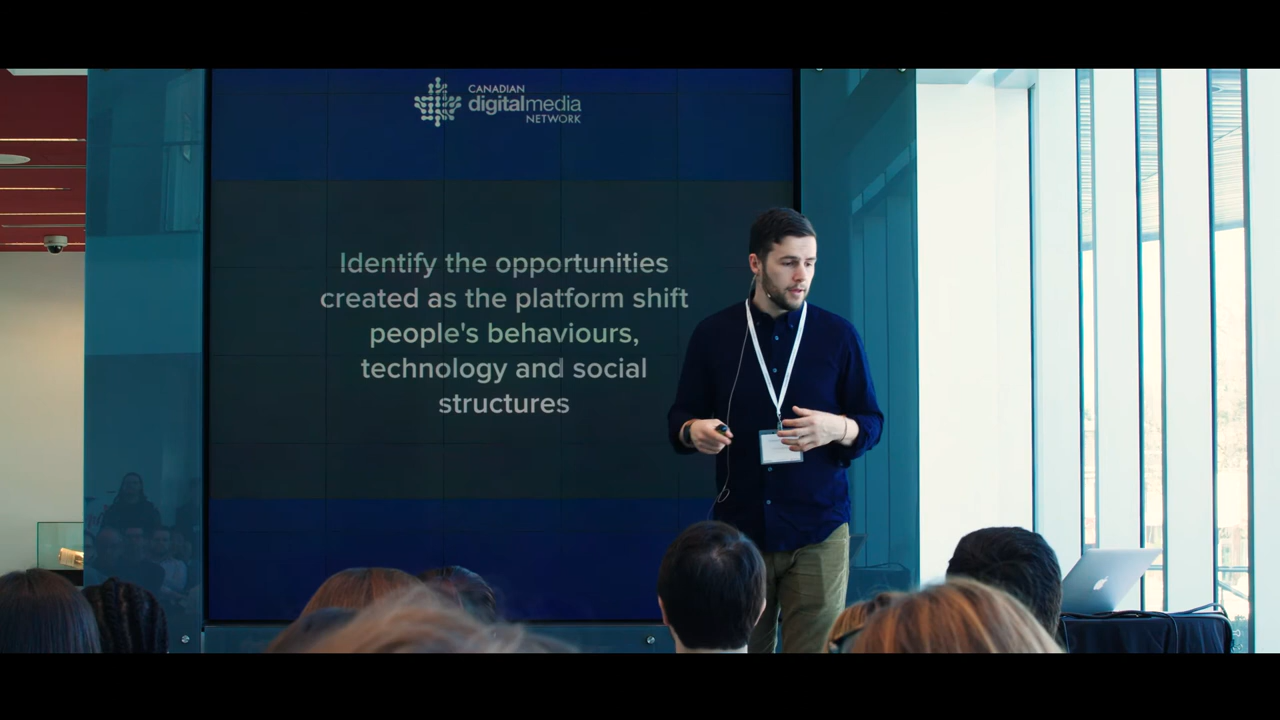 CANADIAN
digitalmedia
NETWORK
Identify the opportunities
created as the platform shift
people's behaviours,
technology and social
structures